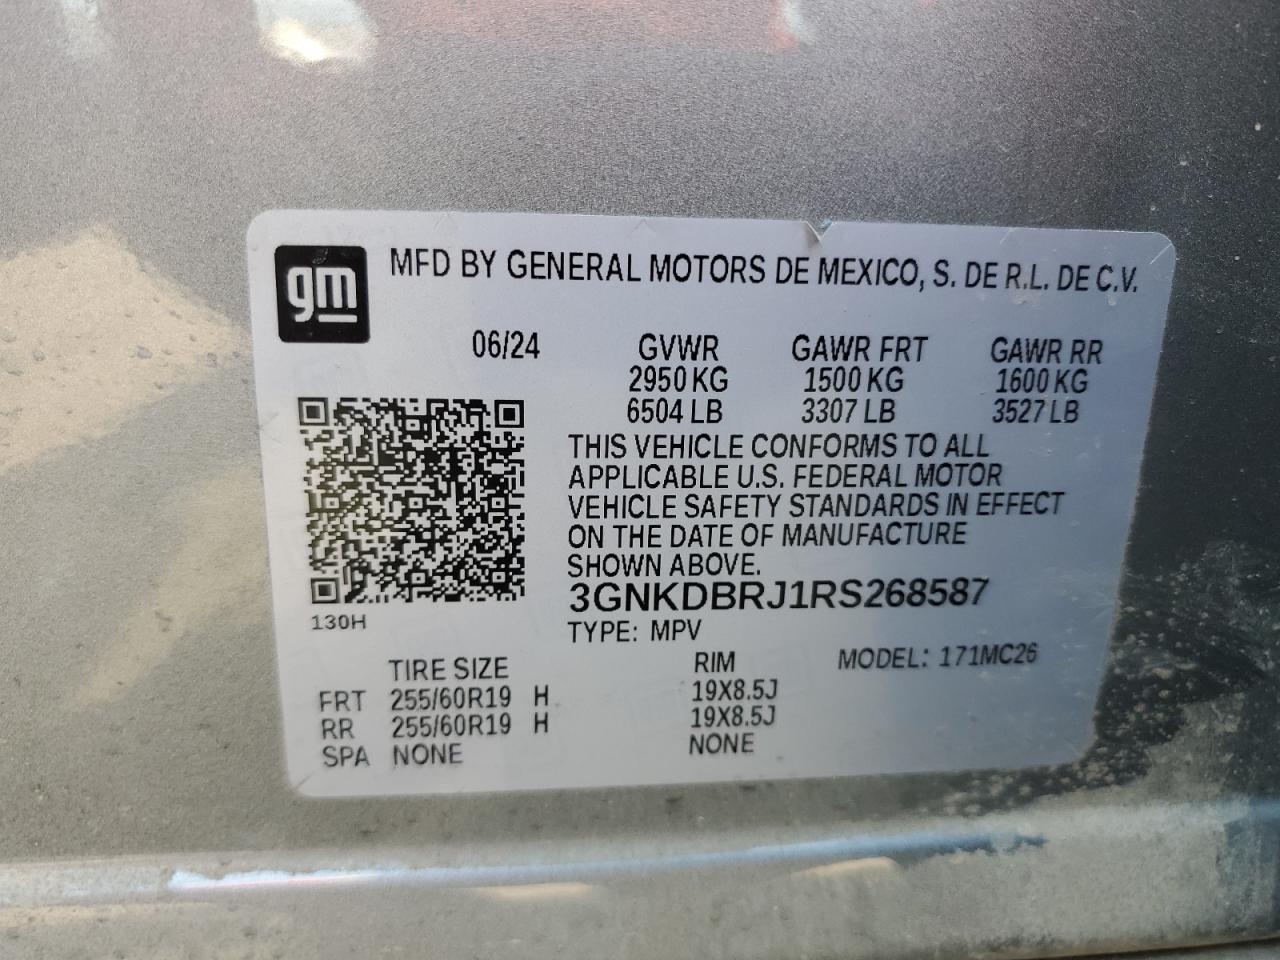 gm
MFD BY GENERAL MOTORS DE MEXICO, S. DE R.L. DE C.V.
06/24 GVWR GAWR FRT GAWR RR
2950 KG 1500 KG 1600 KG
6504 LB 3307 LB 3527 LB
THIS VEHICLE CONFORMS TO ALL
APPLICABLE U.S. FEDERAL MOTOR
VEHICLE SAFETY STANDARDS IN EFFECT
ON THE DATE OF MANUFACTURE
SHOWN ABOVE.
3GNKDBRJ1RS268587
130H
TYPE: MPV
TIRE SIZE RIM MODEL: 171MC26
FRT 255/60R19 H 19X8.5J
RR 255/60R19 H 19X8.5J
SPA NONE NONE